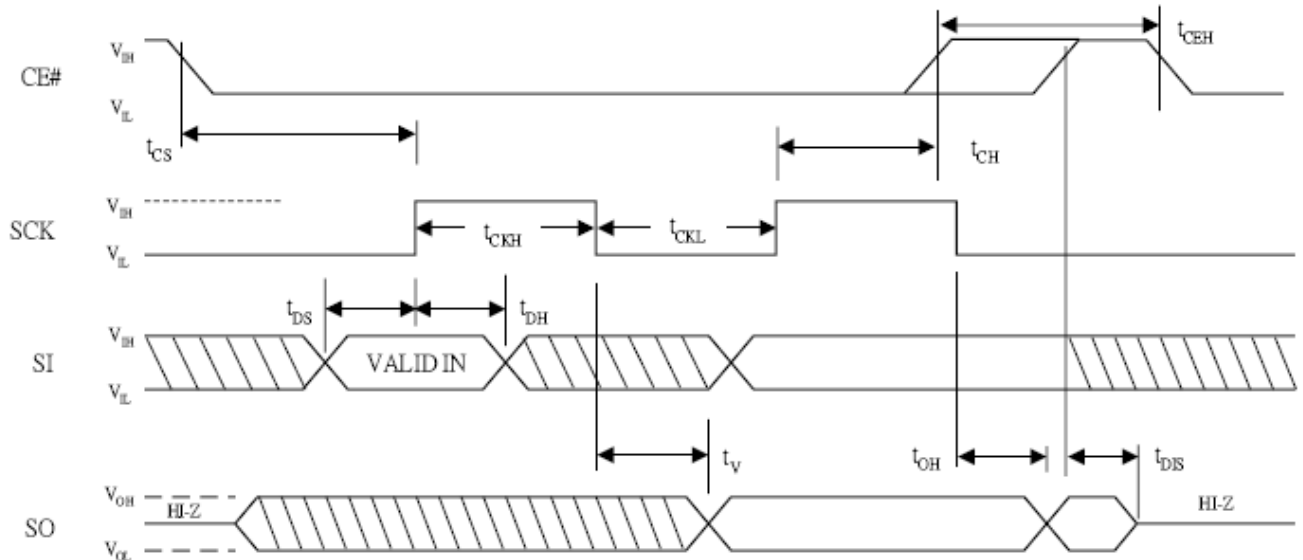 V_IH
t_CEH
CE#
V_IL
t_CS
t_CH
V_IH
SCK
t_CKH
t_CKL
V_IL
t_DS
t_DH
V_IH
SI
VALID IN
V_IL
t_V
t_OH
t_DIS
V_OH
HI-Z
HI-Z
SO
V_OL